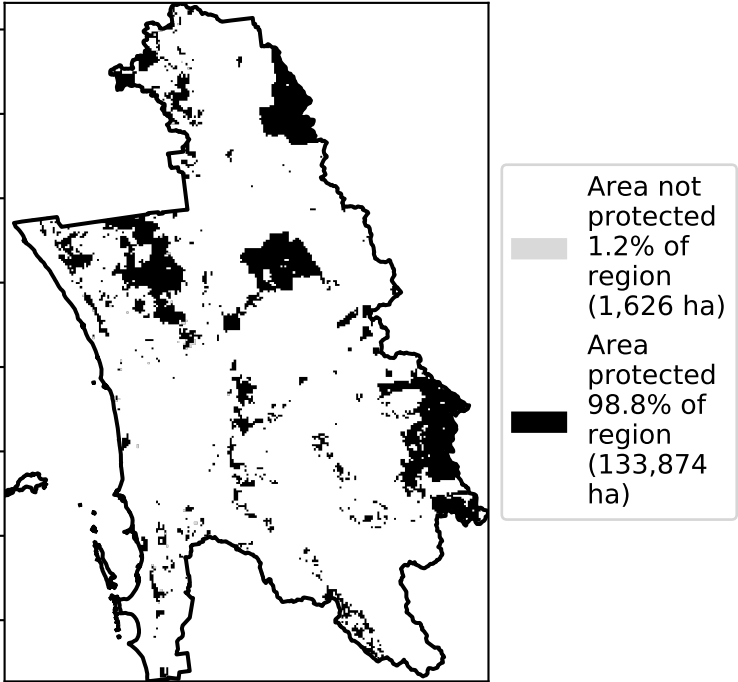 Area not
protected
1.2% of
region
(1,626 ha)
Area
protected
98.8% of
region
(133,874
ha)